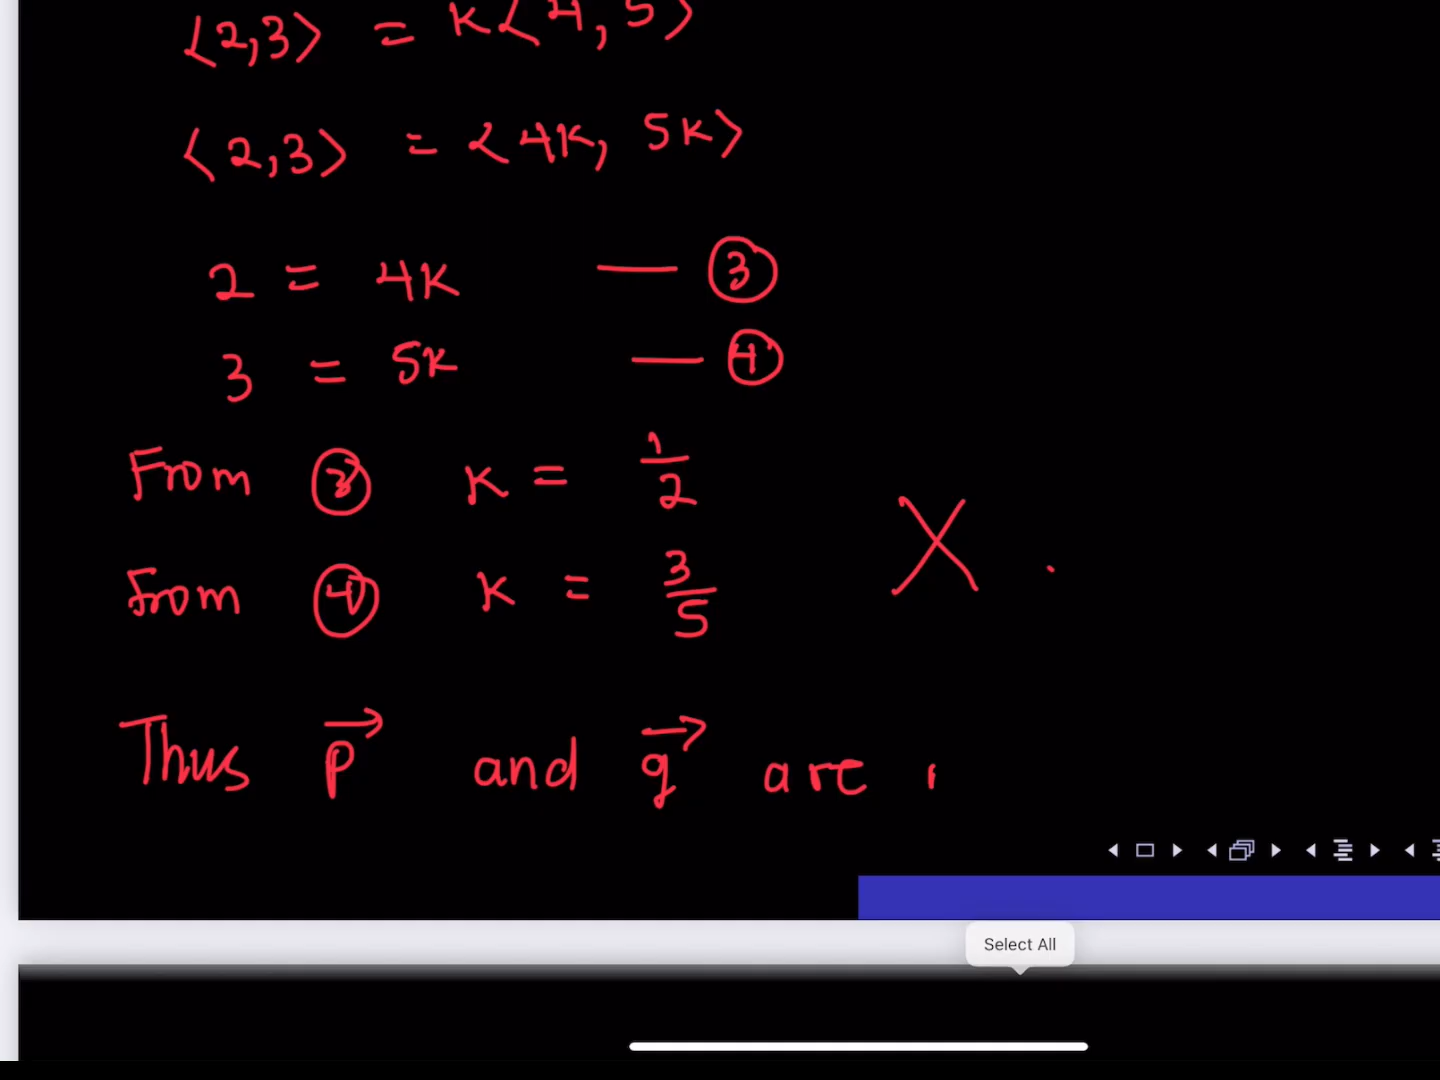 ⟨2,3⟩ = K⟨4,5⟩
⟨2,3⟩ = ⟨4K, 5K⟩
2 = 4K — ③
3 = 5K — ④
From ③ K = 1/2
From ④ K = 3/5 X .
Thus p⃗ and q⃗ are
Select All